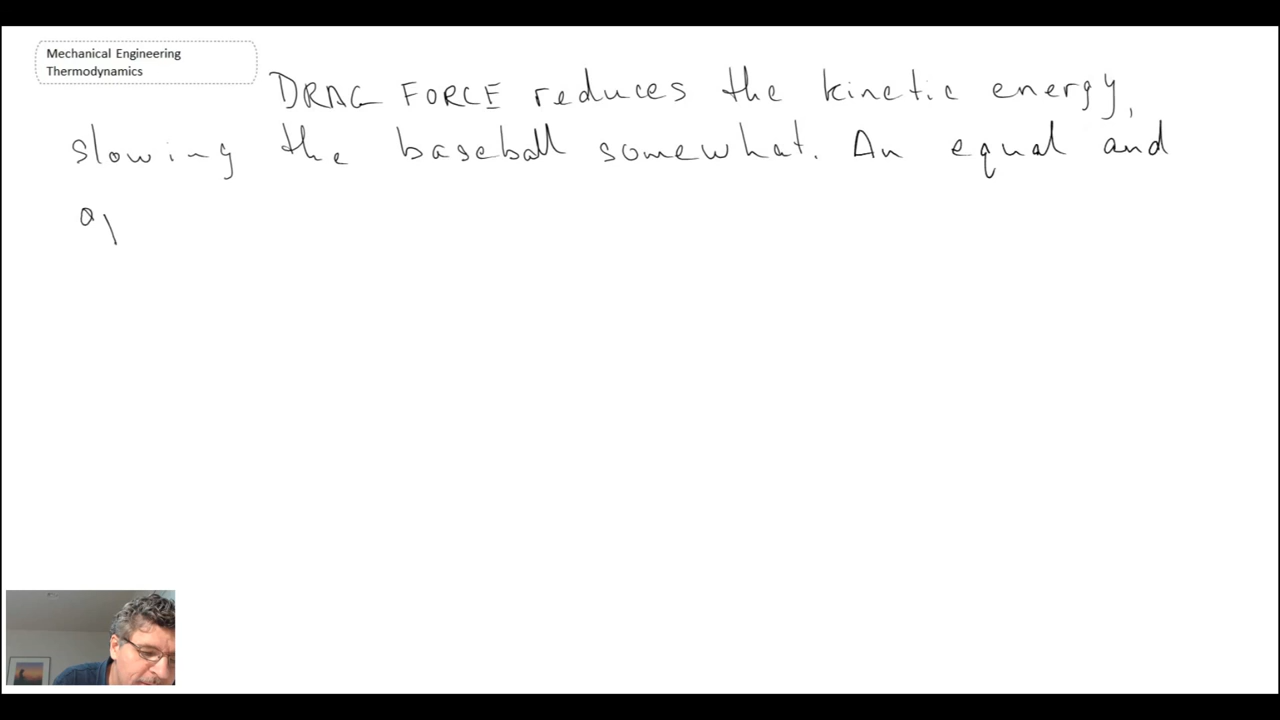 Mechanical Engineering
Thermodynamics
DRAG FORCE reduces the kinetic energy,
slowing the baseball somewhat. An equal and